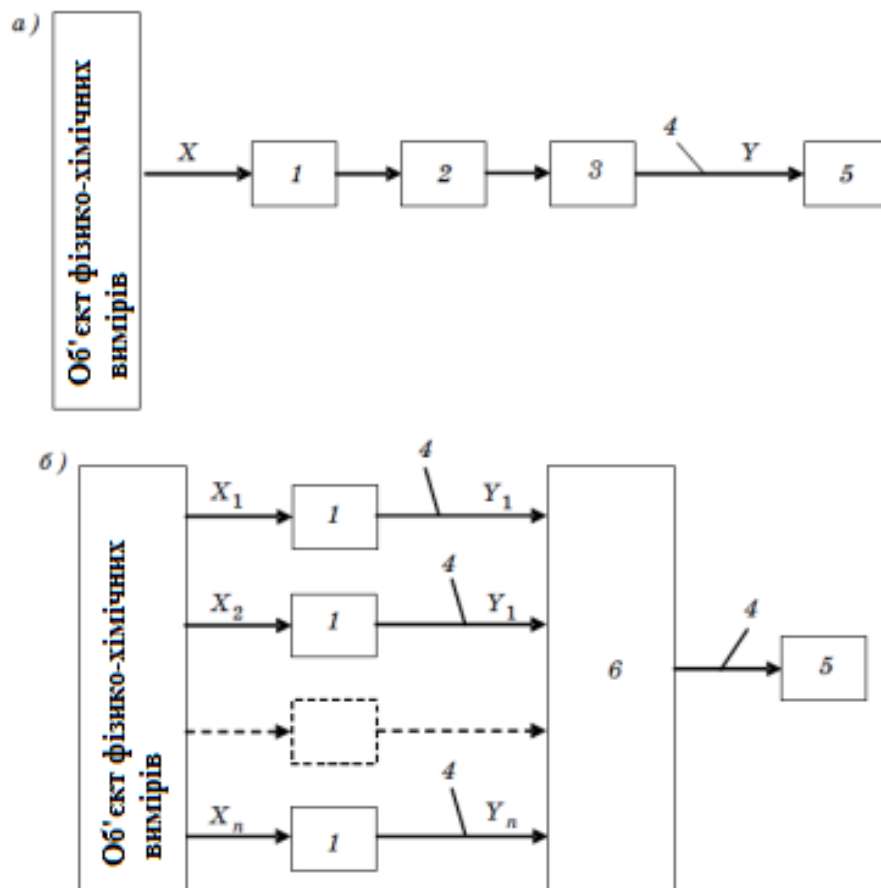 а)
Об'єкт фізико-хімічних
вимірів
X
1
2
3
4
Y
5
б)
Об'єкт фізико-хімічних
вимірів
X1
1
4
Y1
X2
1
4
Y1
6
4
5
Xn
1
4
Yn